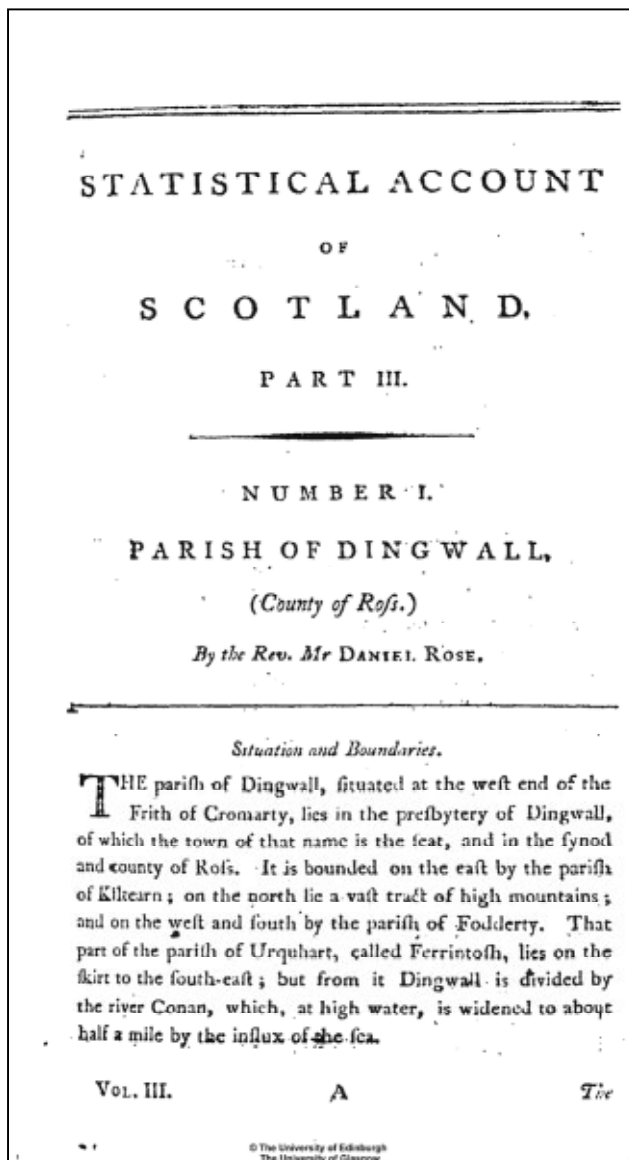 STATISTICAL ACCOUNT
OF
SCOTLAND.
PART III.
NUMBER I.
PARISH OF DINGWALL,
(County of Roſs.)
By the Rev. Mr DANIEL ROSE.
Situation and Boundaries.
THE pariſh of Dingwall, ſituated at the weſt end of the
Frith of Cromarty, lies in the preſbytery of Dingwall,
of which the town of that name is the ſeat, and in the ſynod
and county of Roſs. It is bounded on the eaſt by the pariſh
of Kiltearn; on the north lie a vaſt tract of high mountains;
and on the weſt and ſouth by the pariſh of Fodderty. That
part of the pariſh of Urquhart, called Ferrintoſh, lies on the
ſkirt to the ſouth-eaſt; but from it Dingwall is divided by
the river Conan, which, at high water, is widened to about
half a mile by the influx of the ſea.
VOL. III. A The
© The University of Edinburgh
The University of Glasgow